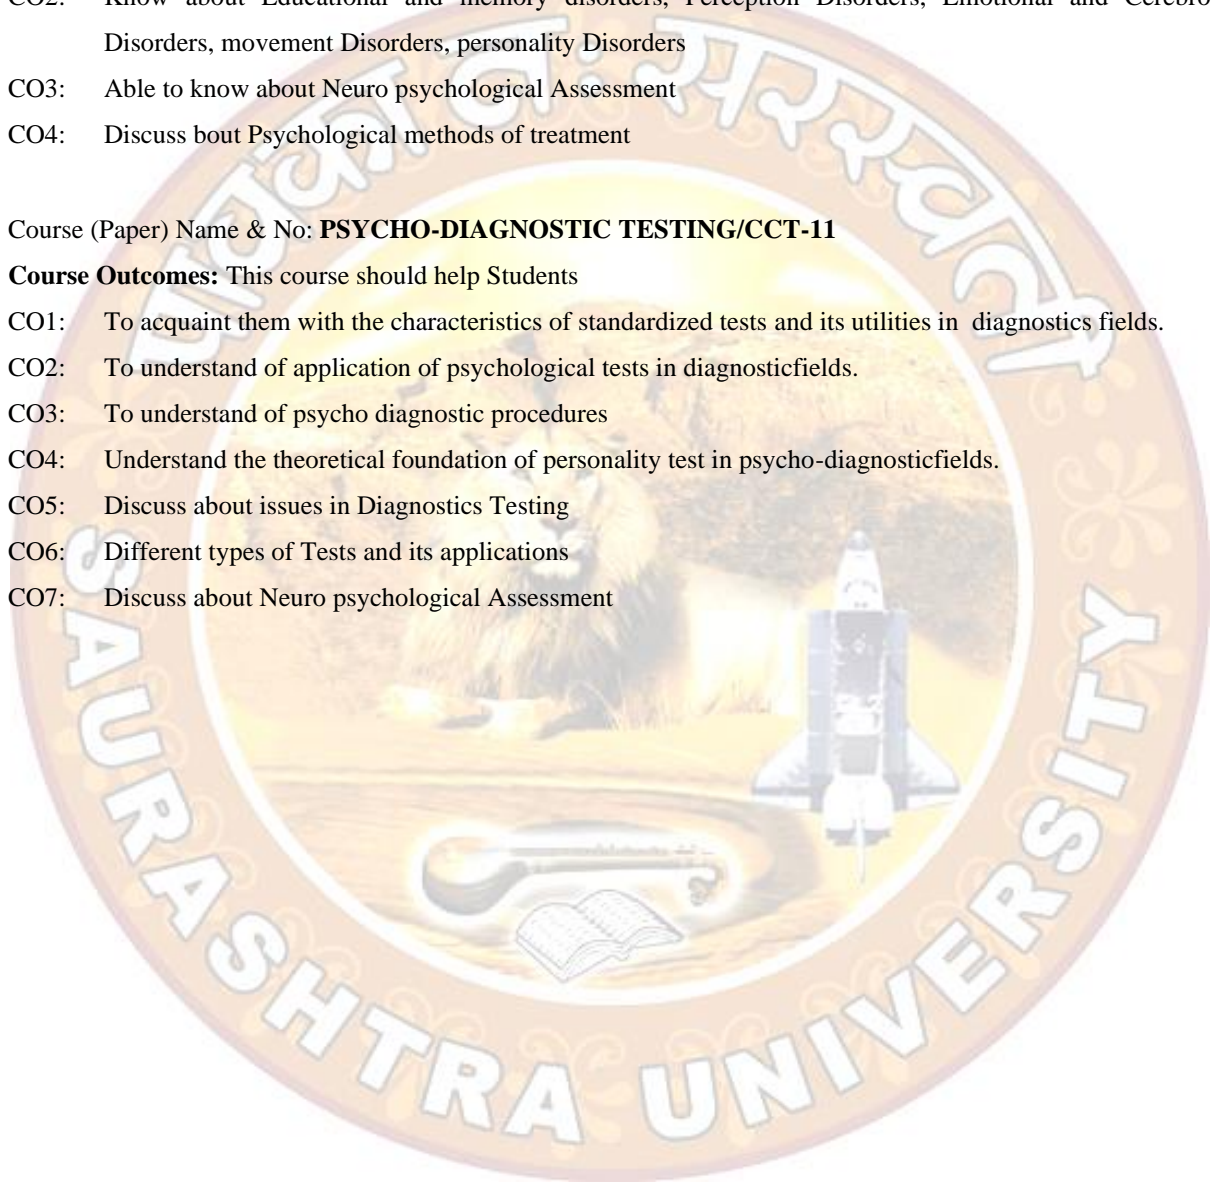 CO2: Know about Educational and memory disorders, Perception Disorders, Emotional and Cerebro
Disorders, movement Disorders, personality Disorders
CO3: Able to know about Neuro psychological Assessment
CO4: Discuss bout Psychological methods of treatment
Course (Paper) Name & No: PSYCHO-DIAGNOSTIC TESTING/CCT-11
Course Outcomes: This course should help Students
CO1: To acquaint them with the characteristics of standardized tests and its utilities in diagnostics fields.
CO2: To understand of application of psychological tests in diagnosticfields.
CO3: To understand of psycho diagnostic procedures
CO4: Understand the theoretical foundation of personality test in psycho-diagnosticfields.
CO5: Discuss about issues in Diagnostics Testing
CO6: Different types of Tests and its applications
CO7: Discuss about Neuro psychological Assessment
पावका नः सरस्वती
SAURASHTRA UNIVERSITY